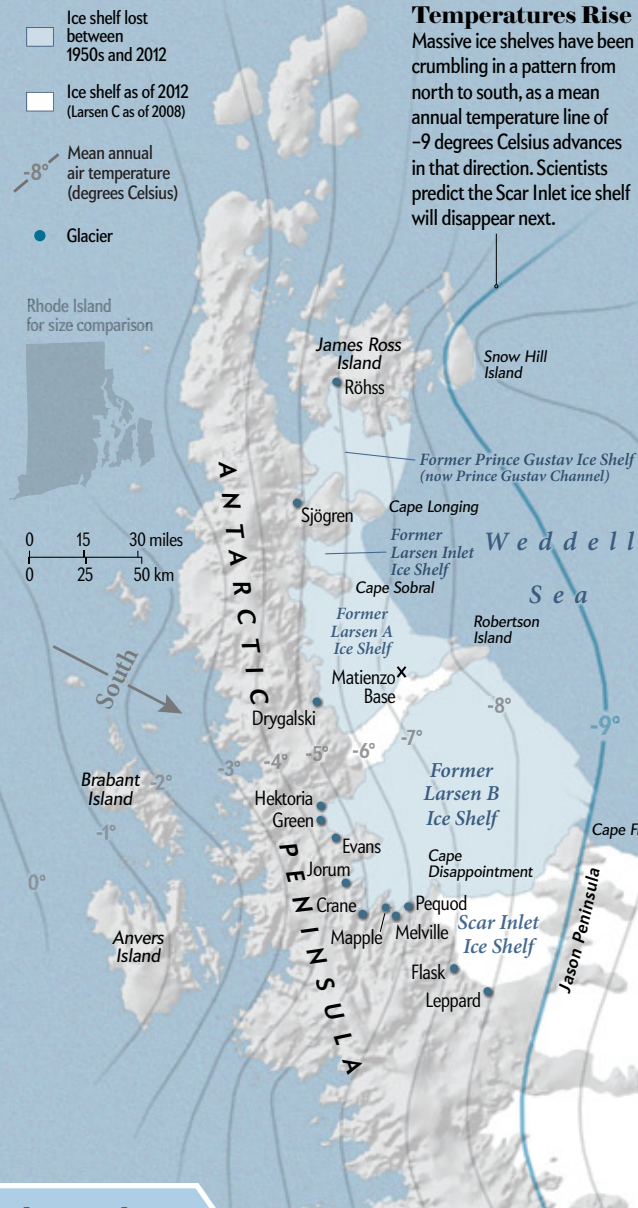 Ice shelf lost
between
1950s and 2012
Ice shelf as of 2012
(Larsen C as of 2008)
-8°
Mean annual
air temperature
(degrees Celsius)
Glacier
Temperatures Rise
Massive ice shelves have been
crumbling in a pattern from
north to south, as a mean
annual temperature line of
–9 degrees Celsius advances
in that direction. Scientists
predict the Scar Inlet ice shelf
will disappear next.
Rhode Island
for size comparison
James Ross
Island
Röhss
Snow Hill
Island
Former Prince Gustav Ice Shelf
(now Prince Gustav Channel)
Sjögren
Cape Longing
Former
Larsen Inlet
Ice Shelf
Weddell
Sea
0 15 30 miles
0 25 50 km
Cape Sobral
Former
Larsen A
Ice Shelf
Robertson
Island
Matienzo
Base
X
South
Drygalski
ANTARCTIC
PENINSULA
-8°
-9°
-7°
-6°
-5°
-4°
-3°
-2°
-1°
0°
Brabant
Island
Hektoria
Green
Evans
Former
Larsen B
Ice Shelf
Jorum
Cape
Disappointment
Crane
Mapple
Melville
Pequod
Scar Inlet
Ice Shelf
Anvers
Island
Flask
Leppard
Jason Peninsula
Cape